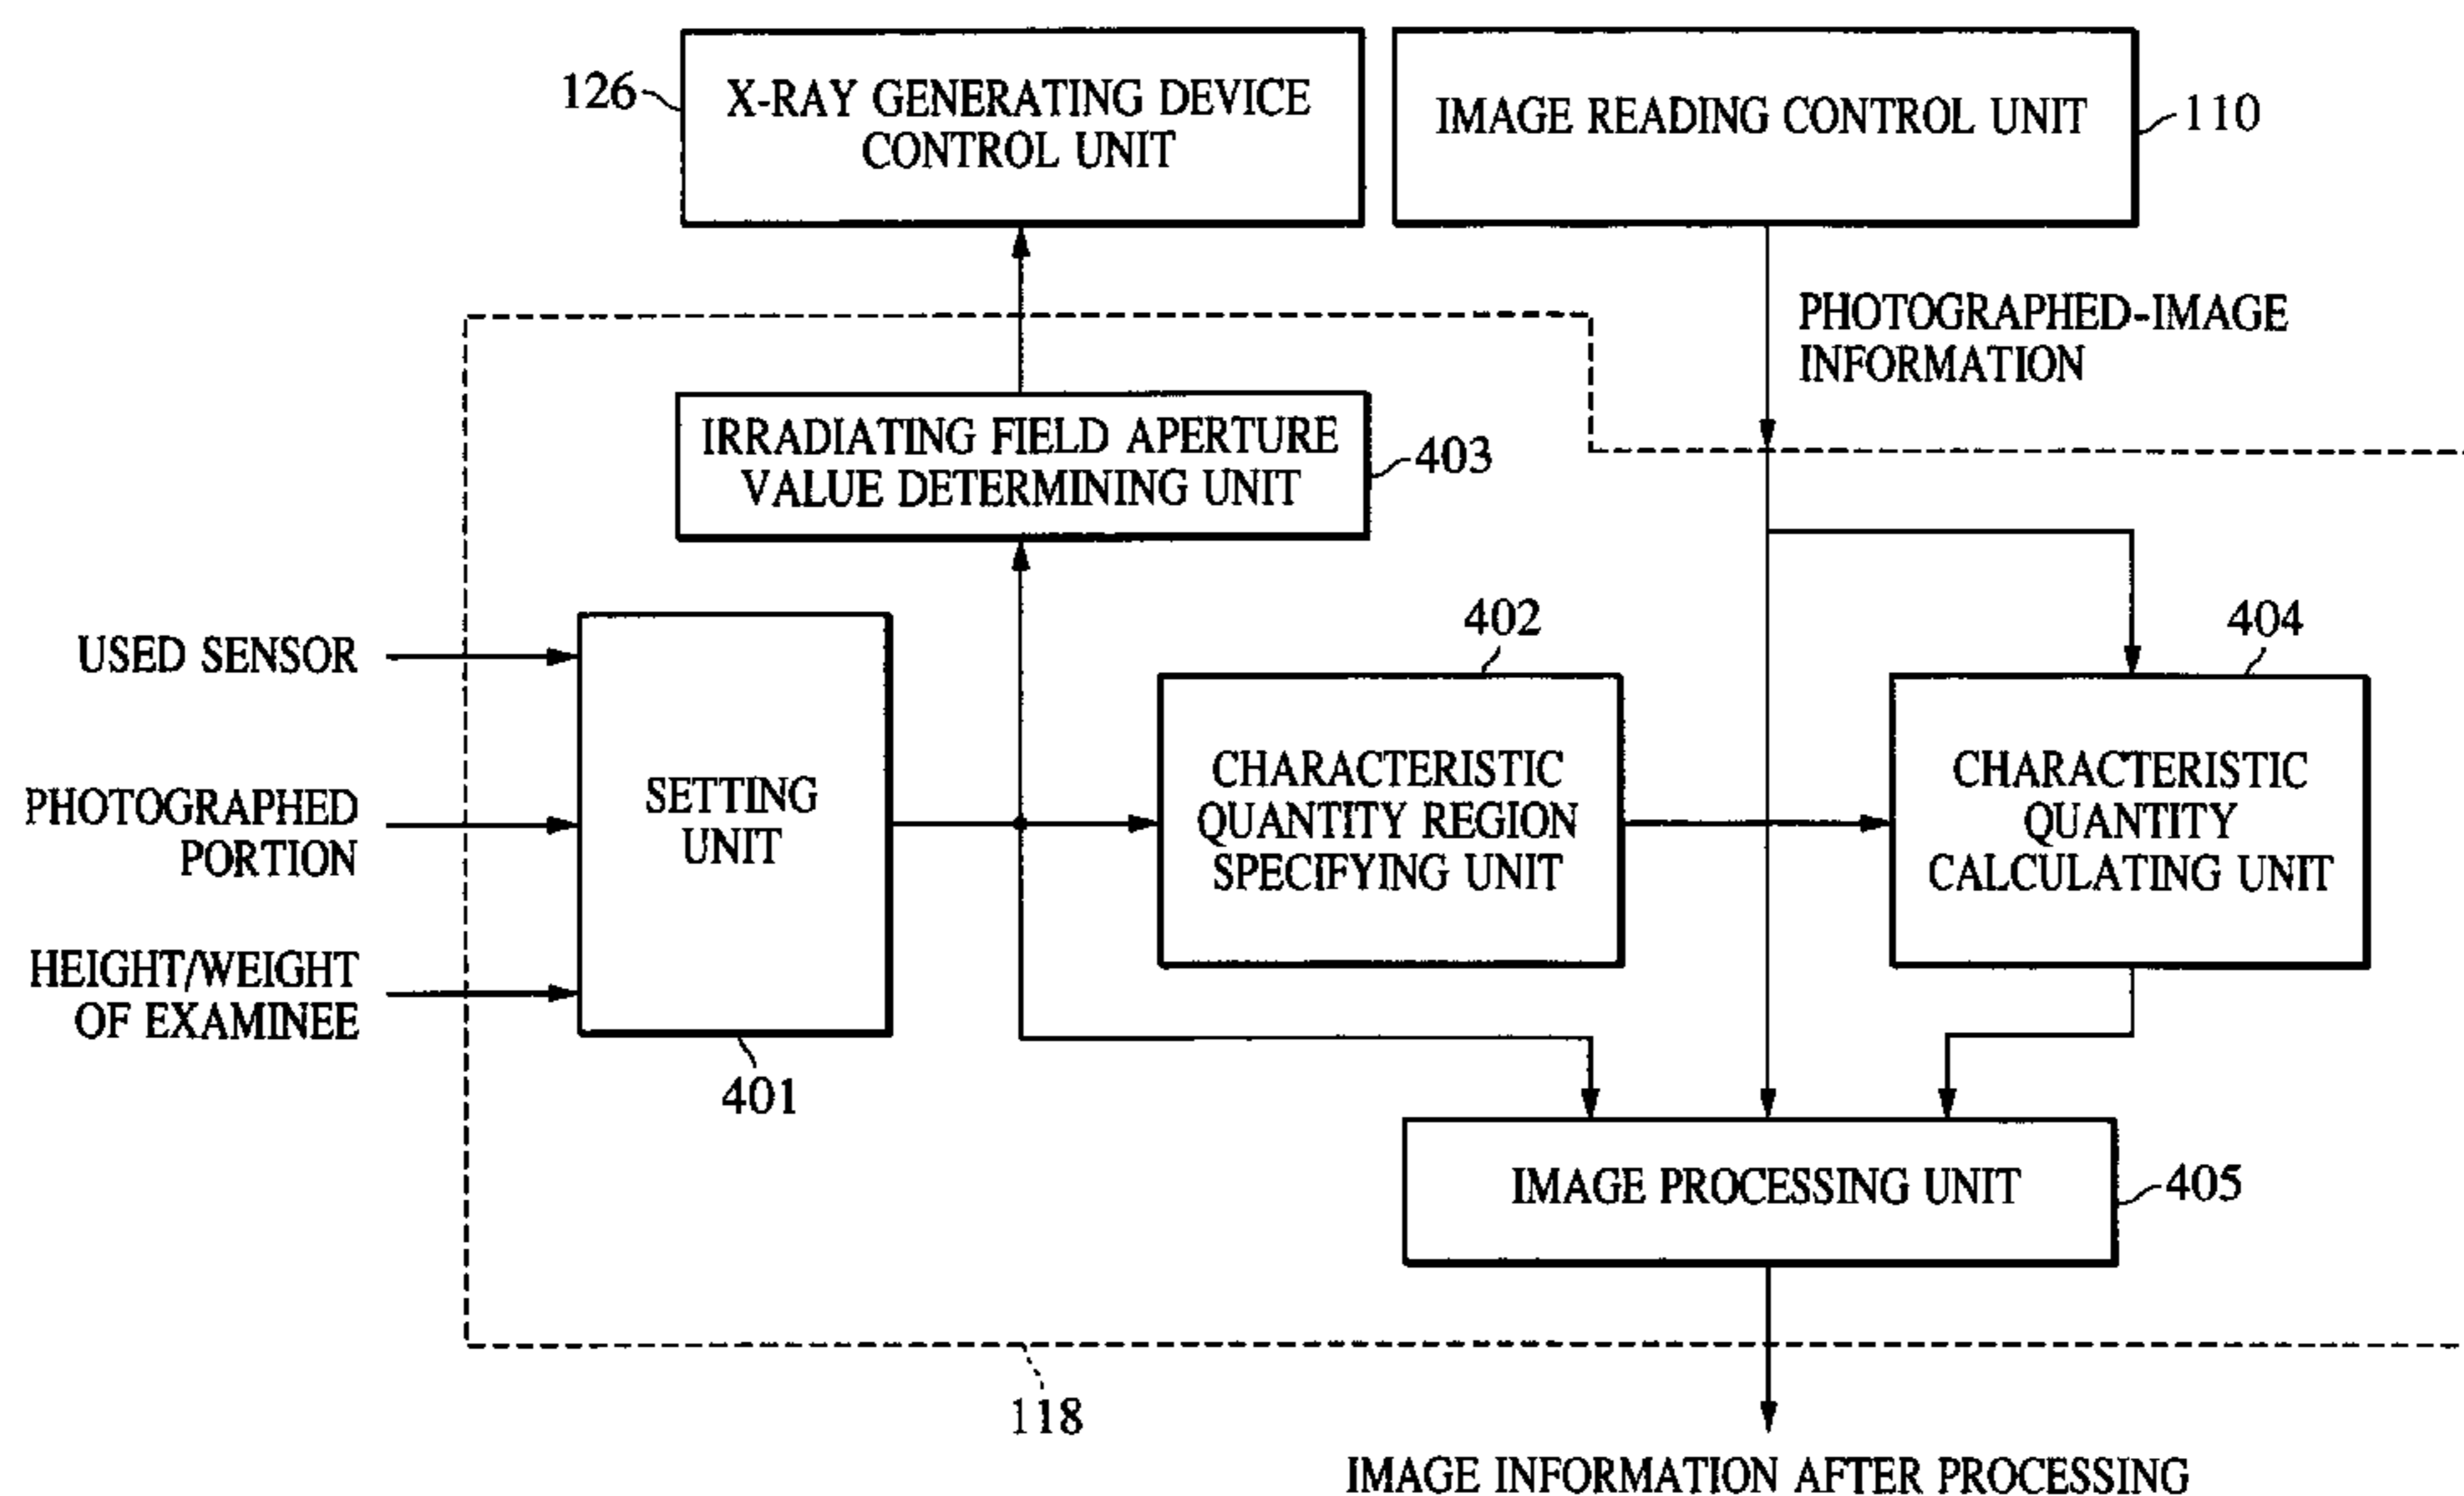 126
X-RAY GENERATING DEVICE
CONTROL UNIT
IMAGE READING CONTROL UNIT
110
PHOTOGRAPHED-IMAGE
INFORMATION
IRRADIATING FIELD APERTURE
VALUE DETERMINING UNIT
403
USED SENSOR
PHOTOGRAPHED
PORTION
HEIGHT/WEIGHT
OF EXAMINEE
SETTING
UNIT
401
402
CHARACTERISTIC
QUANTITY REGION
SPECIFYING UNIT
404
CHARACTERISTIC
QUANTITY
CALCULATING UNIT
IMAGE PROCESSING UNIT
405
118
IMAGE INFORMATION AFTER PROCESSING